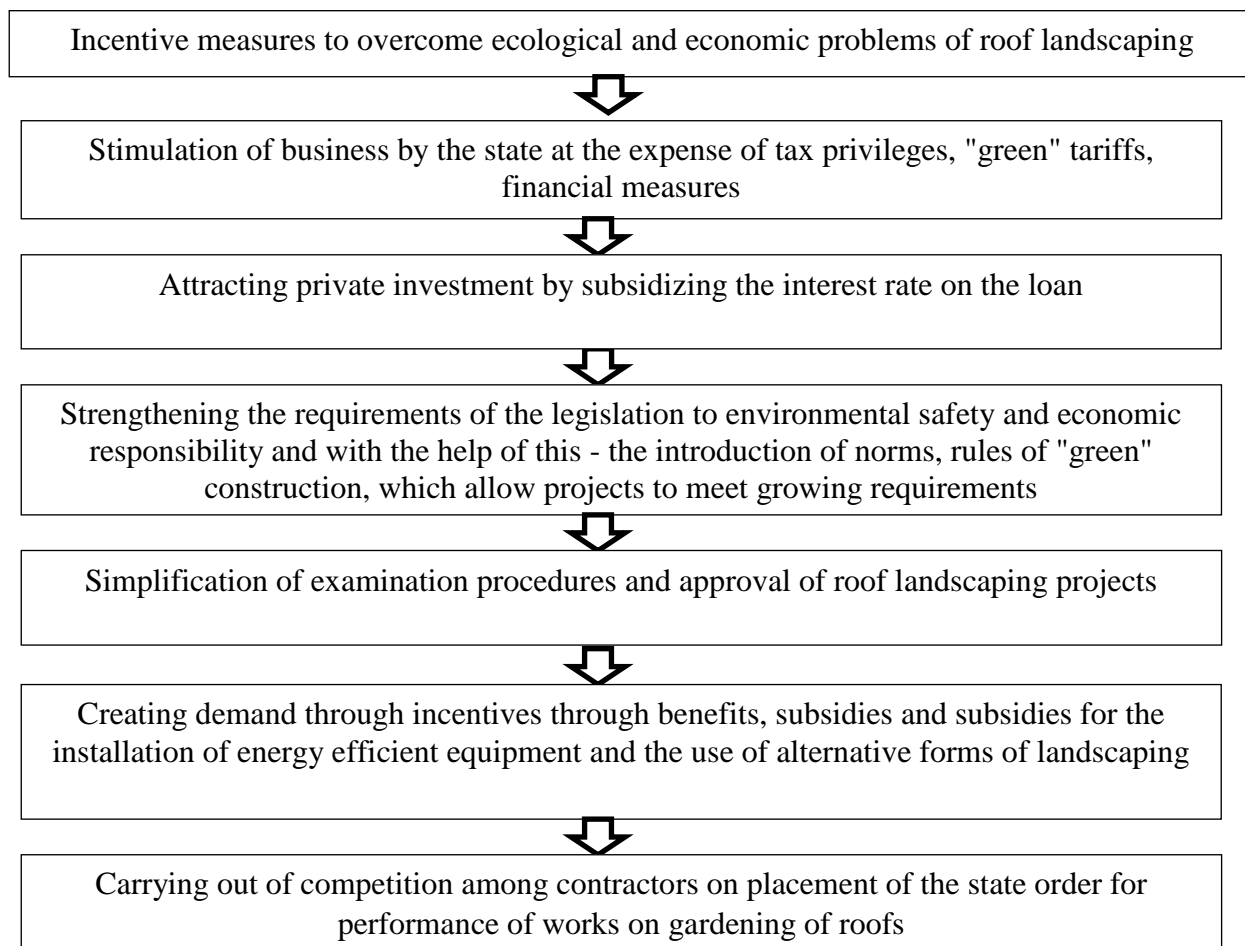 Incentive measures to overcome ecological and economic problems of roof landscaping
Stimulation of business by the state at the expense of tax privileges, "green" tariffs,
financial measures
Attracting private investment by subsidizing the interest rate on the loan
Strengthening the requirements of the legislation to environmental safety and economic
responsibility and with the help of this - the introduction of norms, rules of "green"
construction, which allow projects to meet growing requirements
Simplification of examination procedures and approval of roof landscaping projects
Creating demand through incentives through benefits, subsidies and subsidies for the
installation of energy efficient equipment and the use of alternative forms of landscaping
Carrying out of competition among contractors on placement of the state order for
performance of works on gardening of roofs